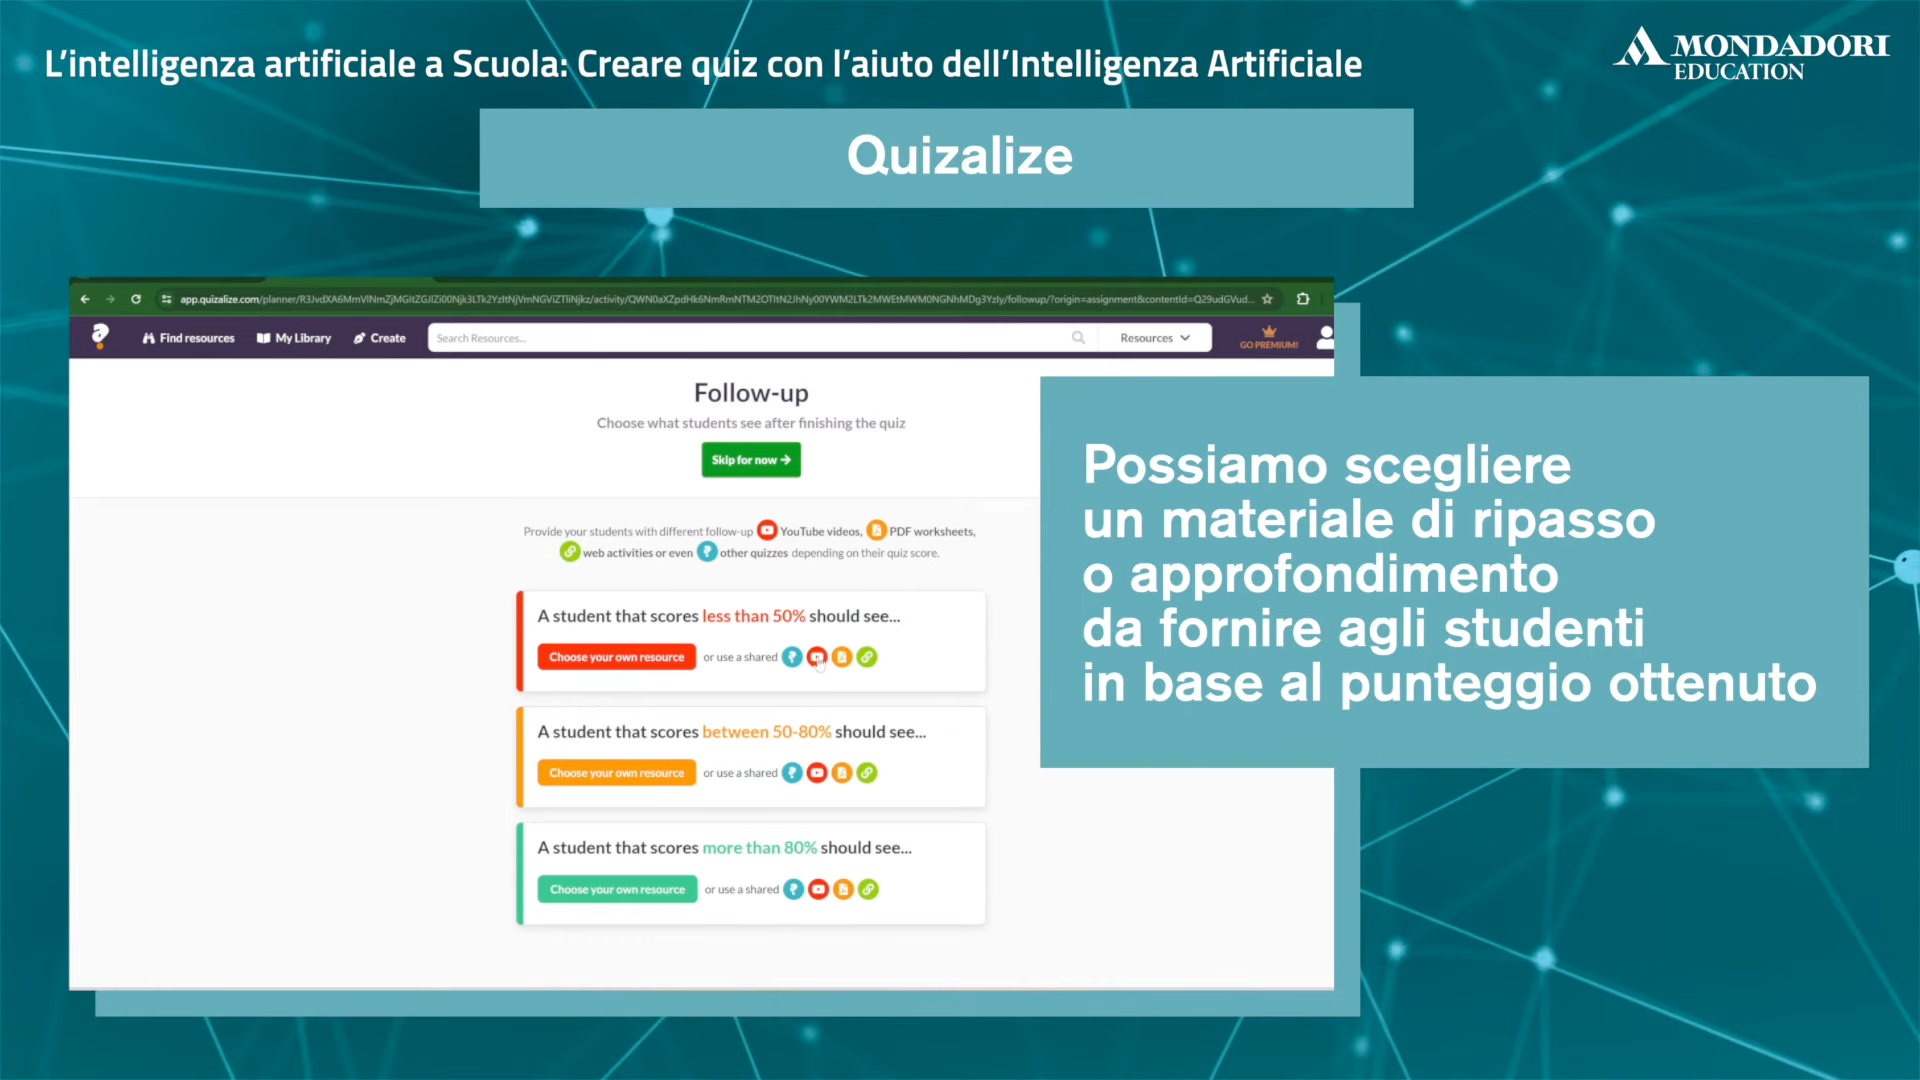 L'intelligenza artificiale a Scuola: Creare quiz con l'aiuto dell'Intelligenza Artificiale
MONDADORI
EDUCATION
Quizalize
Find resources
My Library
Create
Search Resources...
Resources
GO PREMIUM!
Follow-up
Choose what students see after finishing the quiz
Skip for now →
Provide your students with different follow-up YouTube videos, PDF worksheets,
web activities or even other quizzes depending on their quiz score.
A student that scores less than 50% should see...
Choose your own resource or use a shared
A student that scores between 50-80% should see...
Choose your own resource or use a shared
A student that scores more than 80% should see...
Choose your own resource or use a shared
Possiamo scegliere
un materiale di ripasso
o approfondimento
da fornire agli studenti
in base al punteggio ottenuto